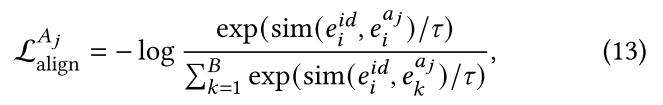 $$\mathcal{L}_{\text{align}}^{A_j} = -\log \frac{\exp(\text{sim}(e_i^{id}, e_i^{a_j})/\tau)}{\sum_{k=1}^{B} \exp(\text{sim}(e_i^{id}, e_k^{a_j})/\tau)}, \quad (13)$$